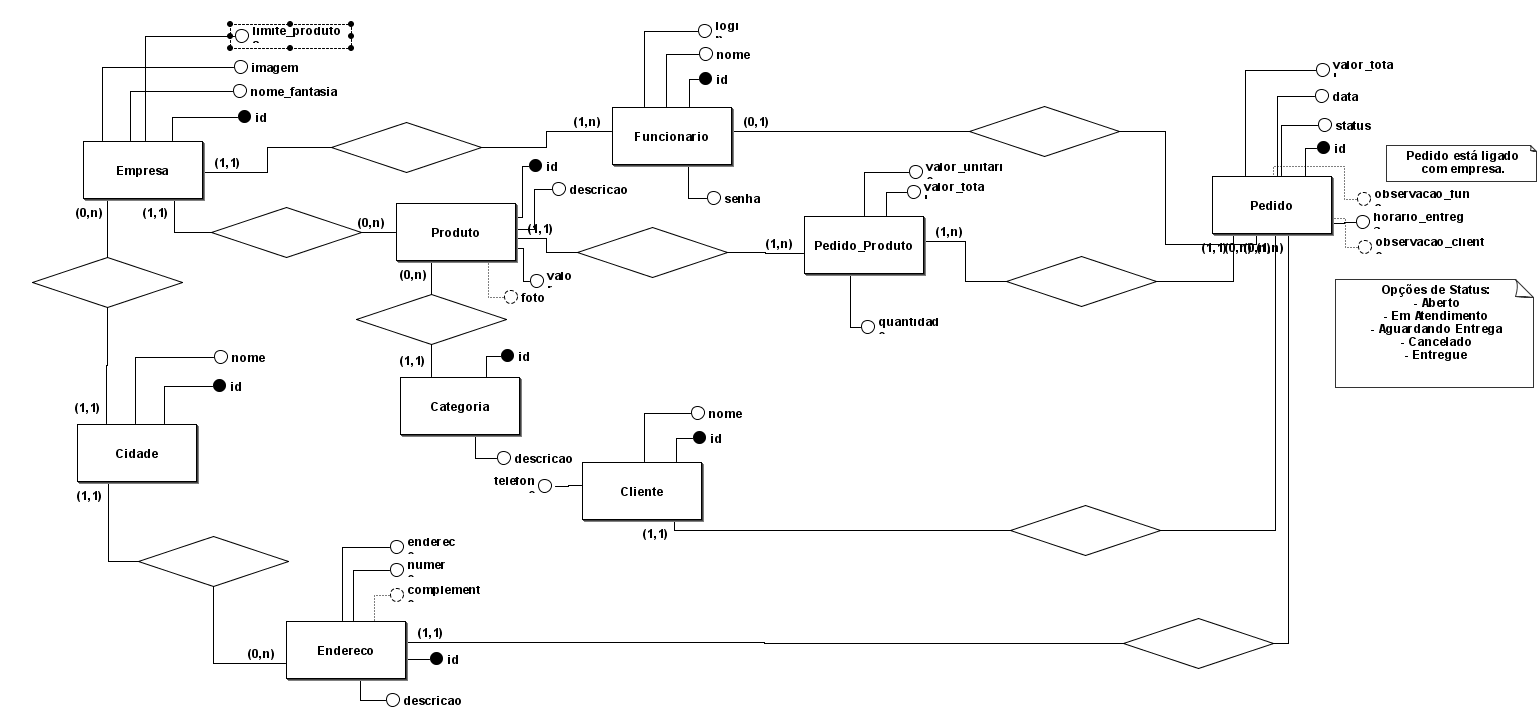 limite_produto
imagem
nome_fantasia
id
Empresa
(1,1)
(0,n)
(1,1)
(1,n)
login
nome
id
Funcionario
(0,1)
senha
(0,n)
Produto
id
descricao
(1,1)
valo
foto
(0,n)
(1,1)
Categoria
id
descricao
(1,n)
Pedido_Produto
valor_unitari
valor_tota
quantidad
(1,n)
valor_tota
data
status
id
Pedido
observacao_fun
horario_entreg
observacao_client
(1,1)
Pedido está ligado
com empresa.
Opções de Status:
- Aberto
- Em Atendimento
- Aguardando Entrega
- Cancelado
- Entregue
nome
id
(1,1)
Cidade
(1,1)
nome
id
telefon
Cliente
(1,1)
enderec
numer
complement
Endereco
(0,n)
(1,1)
id
descricao